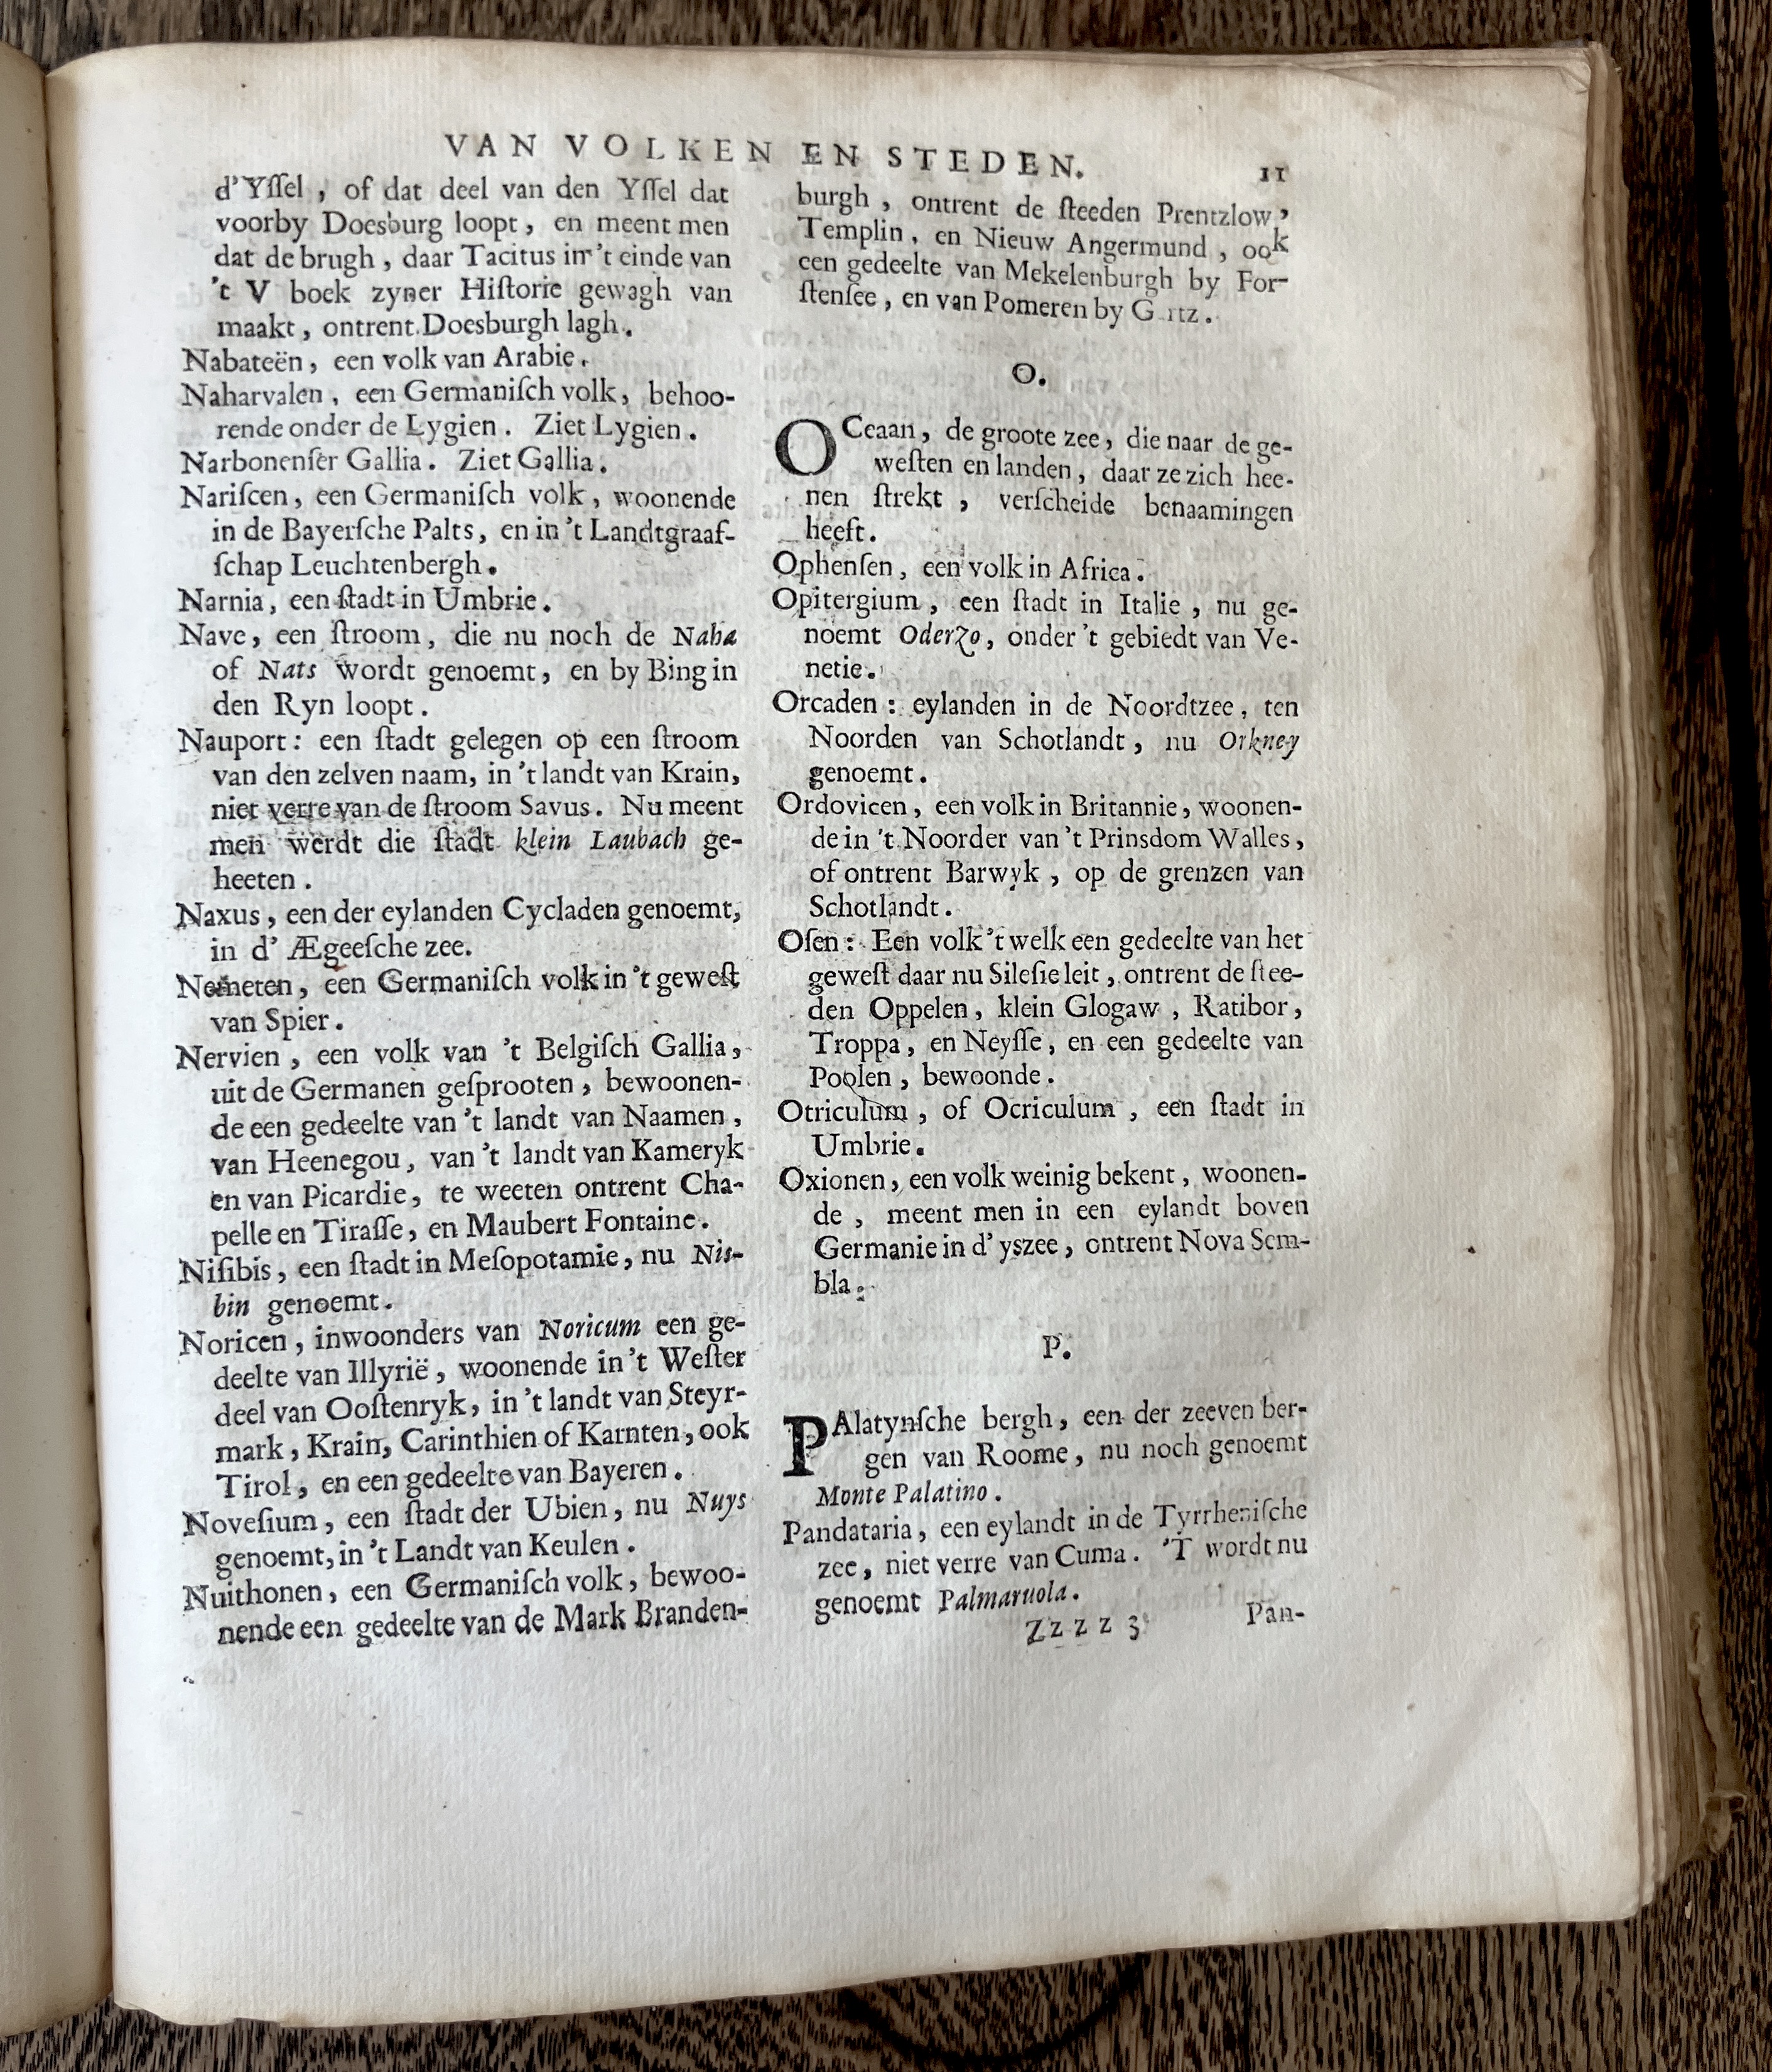 VAN VOLKEN EN STEDEN. 11
d'Yſſel, of dat deel van den Yſſel dat
voorby Doesburg loopt, en meent men
dat de brugh, daar Tacitus in 't einde van
't V boek zyner Hiſtorie gewagh van
maakt, ontrent Doesburgh lagh.
Nabateën, een volk van Arabie.
Naharvalen, een Germaniſch volk, behoo-
rende onder de Lygien. Ziet Lygien.
Narbonenſer Gallia. Ziet Gallia.
Nariſcen, een Germaniſch volk, woonende
in de Bayerſche Palts, en in 't Landtgraaf-
ſchap Leuchtenbergh.
Narnia, een ſtadt in Umbrie.
Nave, een ſtroom, die nu noch de Naha
of Nats wordt genoemt, en by Bing in
den Ryn loopt.
Nauport: een ſtadt gelegen op een ſtroom
van den zelven naam, in 't landt van Krain,
niet verre van de ſtroom Savus. Nu meent
men werdt die ſtadt klein Laubach ge-
heeten.
Naxus, een der eylanden Cycladen genoemt,
in d' Ægeeſche zee.
Nemeten, een Germaniſch volk in 't geweſt
van Spier.
Nervien, een volk van 't Belgiſch Gallia,
uit de Germanen geſprooten, bewoonen-
de een gedeelte van 't landt van Naamen,
van Heenegou, van 't landt van Kameryk
en van Picardie, te weeten ontrent Cha-
pelle en Tiraſſe, en Maubert Fontaine.
Niſibis, een ſtadt in Meſopotamie, nu Nis-
bin genoemt.
Noricen, inwoonders van Noricum een ge-
deelte van Illyrië, woonende in 't Weſter
deel van Ooſtenryk, in 't landt van Steyr-
mark, Krain, Carinthien of Karnten, ook
Tirol, en een gedeelte van Bayeren.
Noveſium, een ſtadt der Ubien, nu Nuys
genoemt, in 't Landt van Keulen.
Nuithonen, een Germaniſch volk, bewoo-
nende een gedeelte van de Mark Branden-
burgh, ontrent de ſteeden Prentzlow,
Templin, en Nieuw Angermund, ook
een gedeelte van Mekelenburgh by For-
ſtenſee, en van Pomeren by
O.
OCeaan, de groote zee, die naar de ge-
weſten en landen, daar ze zich hee-
nen ſtrekt, verſcheide benaamingen
heeft.
Ophenſen, een volk in Africa.
Opitergium, een ſtadt in Italie, nu ge-
noemt Oderzo, onder 't gebiedt van Ve-
netie.
Orcaden: eylanden in de Noordtzee, ten
Noorden van Schotlandt, nu Orkney
genoemt.
Ordovicen, een volk in Britannie, woonen-
de in 't Noorder van 't Prinsdom Walles,
of ontrent Barwyk, op de grenzen van
Schotlandt.
Oſen: Een volk 't welk een gedeelte van het
geweſt daar nu Sileſie leit, ontrent de ſtee-
den Oppelen, klein Glogaw, Ratibor,
Troppa, en Neyſſe, en een gedeelte van
Poolen, bewoonde.
Otriculum, of Ocriculum, een ſtadt in
Umbrie.
Oxionen, een volk weinig bekent, woonen-
de, meent men in een eylandt boven
Germanie in d' yszee, ontrent Nova Sem-
bla.
P.
PAlatynſche bergh, een der zeeven ber-
gen van Roome, nu noch genoemt
Monte Palatino.
Pandataria, een eylandt in de Tyrrheniſche
zee, niet verre van Cuma. 'T wordt nu
genoemt Palmaruola.
Zzzzz 3 Pan-